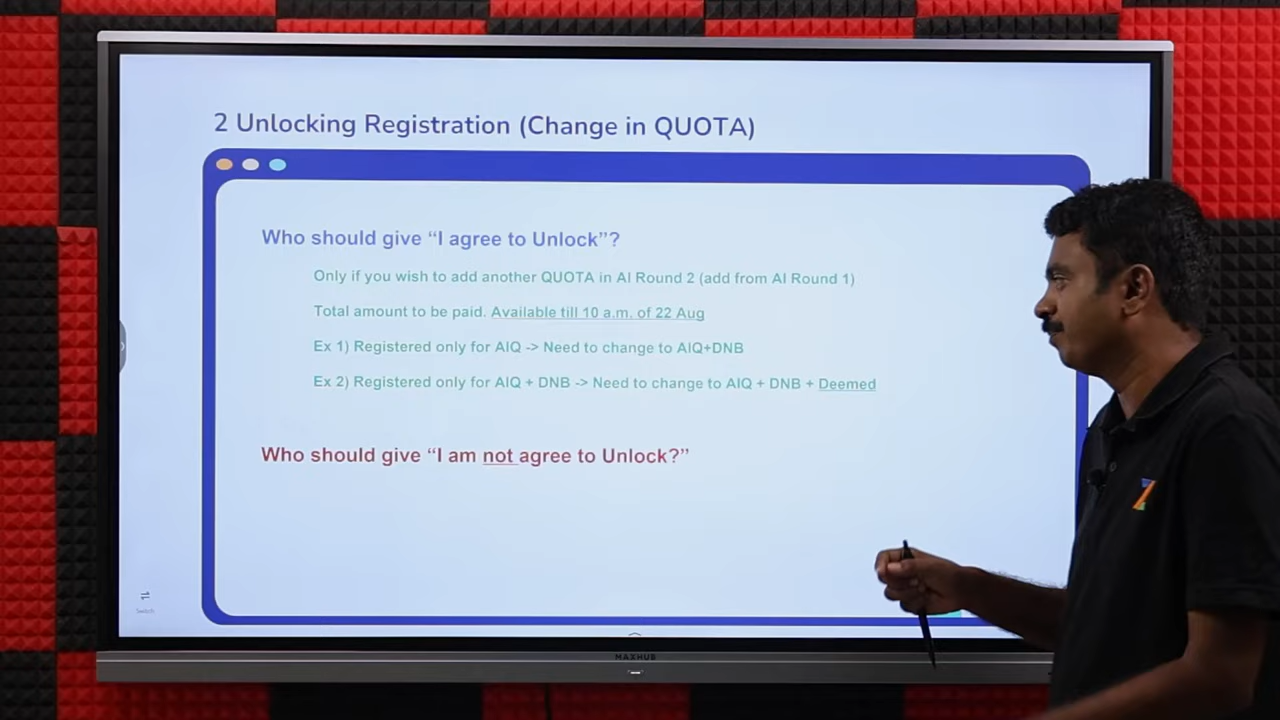 2 Unlocking Registration (Change in QUOTA)
Who should give “I agree to Unlock”?
Only if you wish to add another QUOTA in AI Round 2 (add from AI Round 1)
Total amount to be paid. Available till 10 a.m. of 22 Aug
Ex 1) Registered only for AIQ -> Need to change to AIQ+DNB
Ex 2) Registered only for AIQ + DNB -> Need to change to AIQ + DNB + Deemed
Who should give “I am not agree to Unlock?”
Switch
MAXHUB